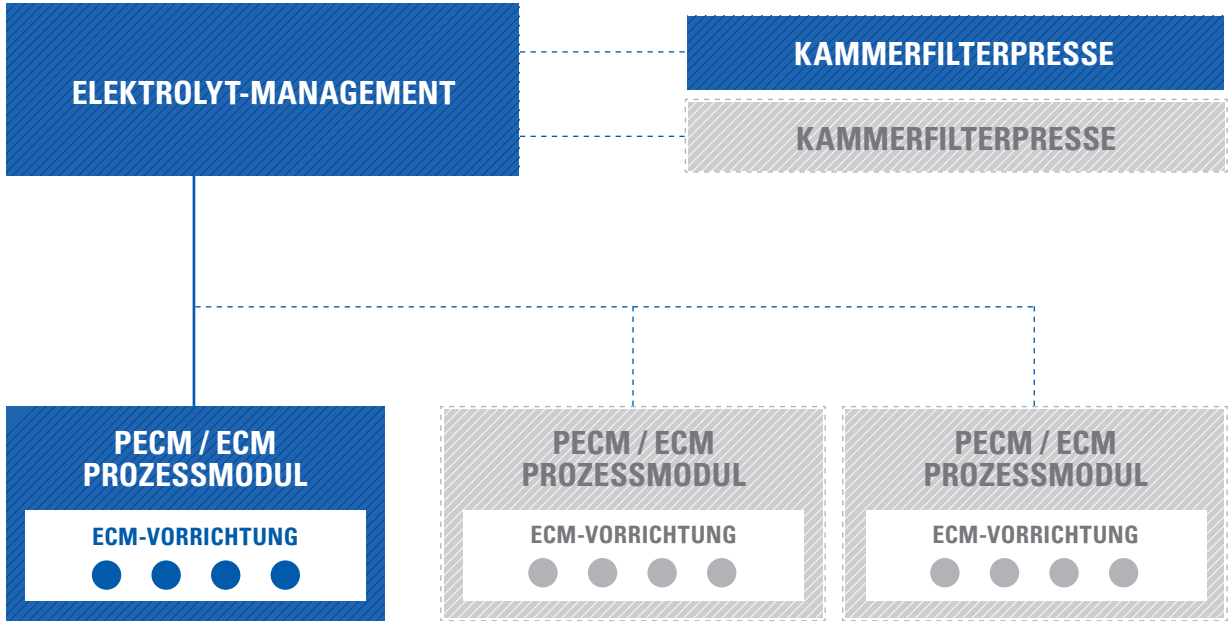 ELEKTROLYT-MANAGEMENT
KAMMERFILTERPRESSE
KAMMERFILTERPRESSE
PECM / ECM
PROZESSMODUL
ECM-VORRICHTUNG
PECM / ECM
PROZESSMODUL
ECM-VORRICHTUNG
PECM / ECM
PROZESSMODUL
ECM-VORRICHTUNG